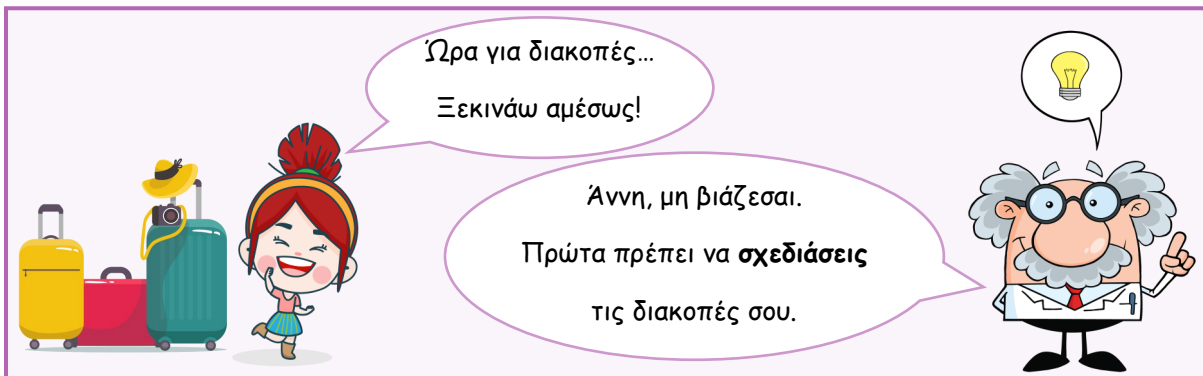 Ώρα για διακοπές...
Ξεκινάω αμέσως!
Άννη, μη βιάζεσαι.
Πρώτα πρέπει να σχεδιάσεις
τις διακοπές σου.